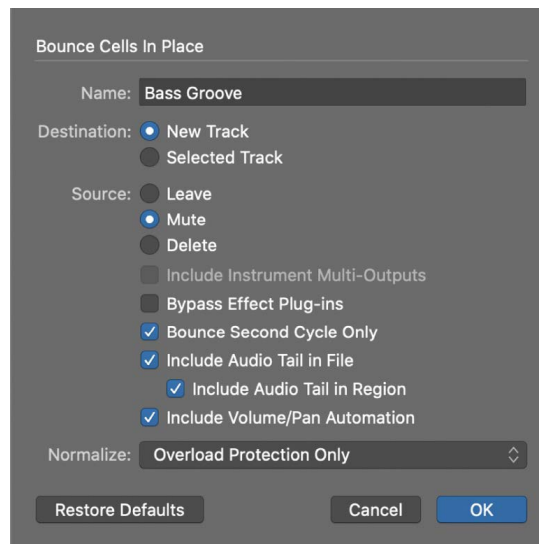 Bounce Cells In Place
Name: Bass Groove
Destination: New Track
Selected Track
Source: Leave
Mute
Delete
Include Instrument Multi-Outputs
Bypass Effect Plug-ins
Bounce Second Cycle Only
Include Audio Tail in File
Include Audio Tail in Region
Include Volume/Pan Automation
Normalize: Overload Protection Only
Restore Defaults Cancel OK